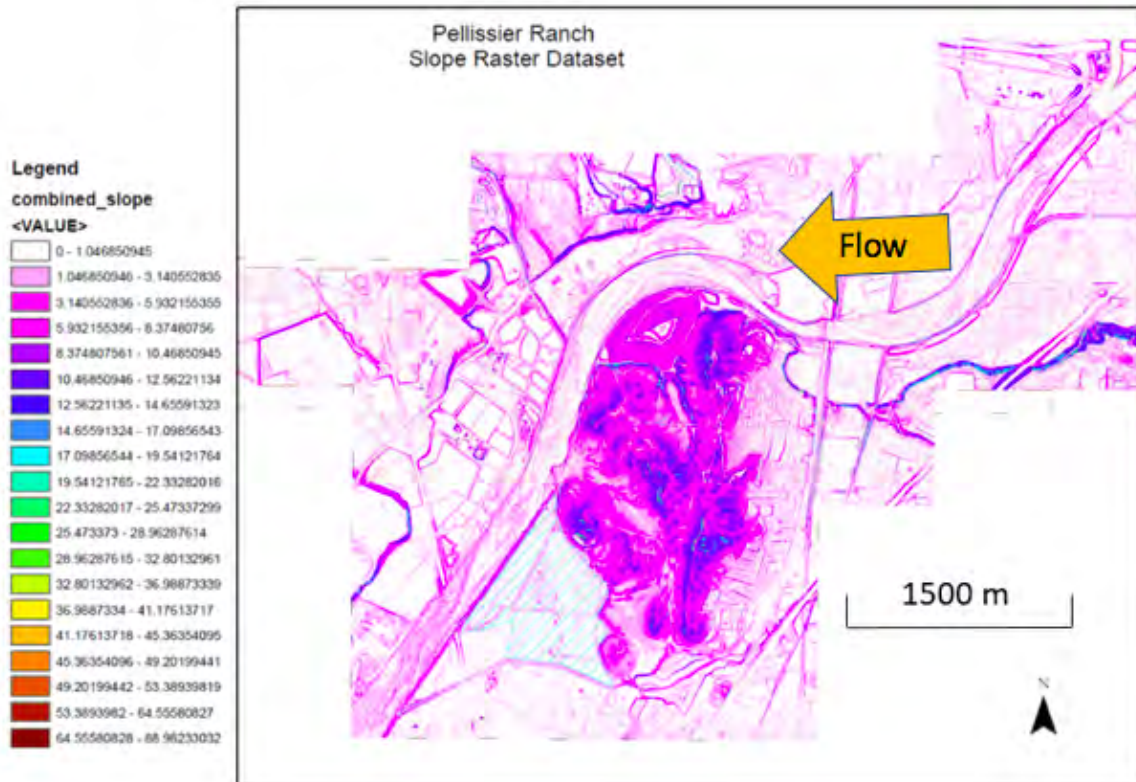 Pellissier Ranch
Slope Raster Dataset
Legend
combined_slope
<VALUE>
0 - 1.046850945
1.046850946 - 3.140552835
3.140552836 - 5.932155355
5.932155356 - 8.37480756
8.374807561 - 10.46850945
10.46850946 - 12.56221134
12.56221135 - 14.65591323
14.65591324 - 17.09856543
17.09856544 - 19.54121764
19.54121765 - 22.33282016
22.33282017 - 25.47337299
25.473373 - 28.96287614
28.96287615 - 32.80132961
32.80132962 - 36.98873339
36.9887334 - 41.17613717
41.17613718 - 45.36354095
45.36354096 - 49.20199441
49.20199442 - 53.38939819
53.3893982 - 64.55580827
64.55580828 - 88.96233032
Flow
1500 m
N